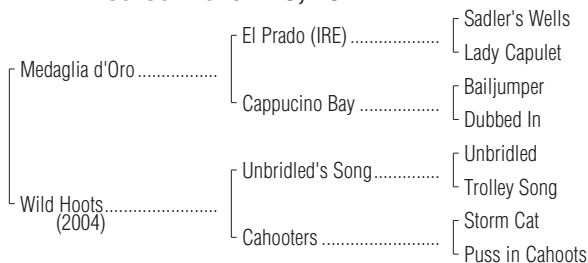 Sadler's Wells
El Prado (IRE) ....................
Lady Capulet
Medaglia d'Oro ..................
Bailjumper
Cappucino Bay ..................
Dubbed In
Unbridled
Unbridled's Song ...............
Trolley Song
Wild Hoots .........................
(2004)
Storm Cat
Cahooters ..........................
Puss in Cahoots